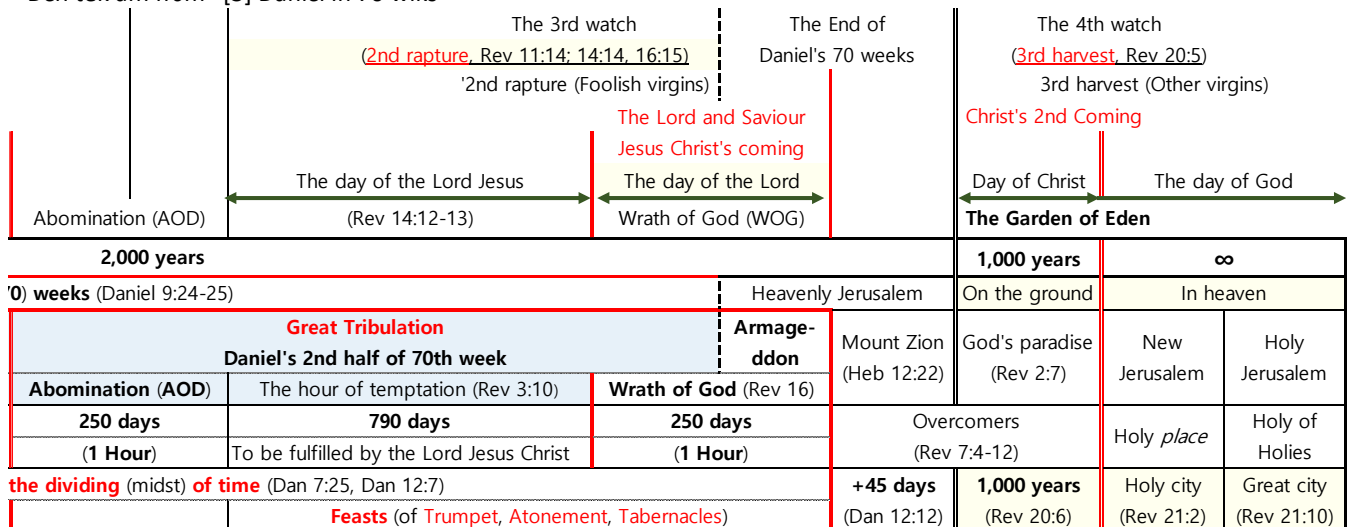 The 3rd watch
The End of
The 4th watch
(2nd rapture, Rev 11:14; 14:14, 16:15)
Daniel's 70 weeks
(3rd harvest, Rev 20:5)
'2nd rapture (Foolish virgins)
3rd harvest (Other virgins)
The Lord and Saviour
Christ's 2nd Coming
Jesus Christ's coming
The day of the Lord Jesus
The day of the Lord
Day of Christ
The day of God
Abomination (AOD)
(Rev 14:12-13)
Wrath of God (WOG)
The Garden of Eden
2,000 years
1,000 years
∞
0) weeks (Daniel 9:24-25)
Heavenly Jerusalem
On the ground
In heaven
Great Tribulation
Daniel's 2nd half of 70th week
Armage-
ddon
Mount Zion
(Heb 12:22)
God's paradise
(Rev 2:7)
New
Jerusalem
Holy
Jerusalem
Abomination (AOD)
The hour of temptation (Rev 3:10)
Wrath of God (Rev 16)
250 days
790 days
250 days
Overcomers
(Rev 7:4-12)
Holy place
Holy of
Holies
(1 Hour)
To be fulfilled by the Lord Jesus Christ
(1 Hour)
the dividing (midst) of time (Dan 7:25, Dan 12:7)
+45 days
1,000 years
Holy city
Great city
Feasts (of Trumpet, Atonement, Tabernacles)
(Dan 12:12)
(Rev 20:6)
(Rev 21:2)
(Rev 21:10)